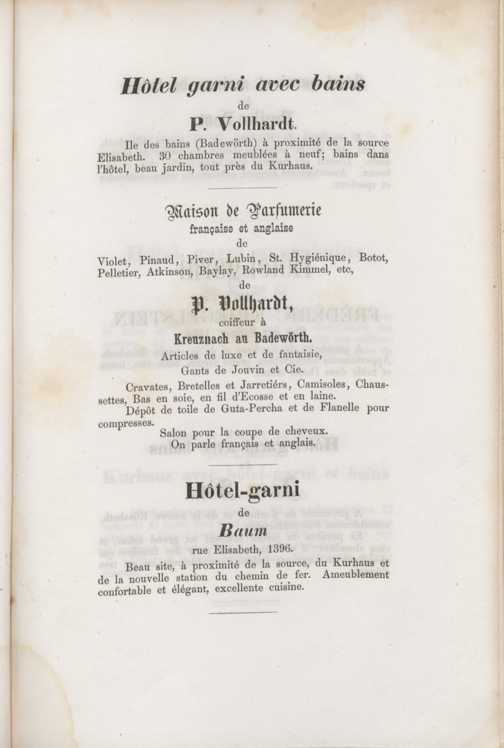 Hôtel garni avec bains
de
P. Vollhardt.
Ile des bains (Badewörth) à proximité de la source
Elisabeth. 30 chambres meublées à neuf; bains dans
l'hôtel, beau jardin, tout près du Kurhaus.
Maison de Parfumerie
française et anglaise
de
Violet, Pinaud, Piver, Lubin, St. Hygiénique, Botot,
Pelletier, Atkinson, Baylay, Rowland Kimmel, etc,
de
P. Vollhardt,
coiffeur à
Kreuznach au Badewörth.
Articles de luxe et de fantaisie,
Gants de Jouvin et Cie.
Cravates, Bretelles et Jarretiérs, Camisoles, Chaus-
settes, Bas en soie, en fil d'Ecosse et en laine.
Dépôt de toile de Guta-Percha et de Flanelle pour
compresses.
Salon pour la coupe de cheveux.
On parle français et anglais.
Hôtel-garni
de
Baum
rue Elisabeth, 1396.
Beau site, à proximité de la source, du Kurhaus et
de la nouvelle station du chemin de fer. Ameublement
confortable et élégant, excellente cuisine.